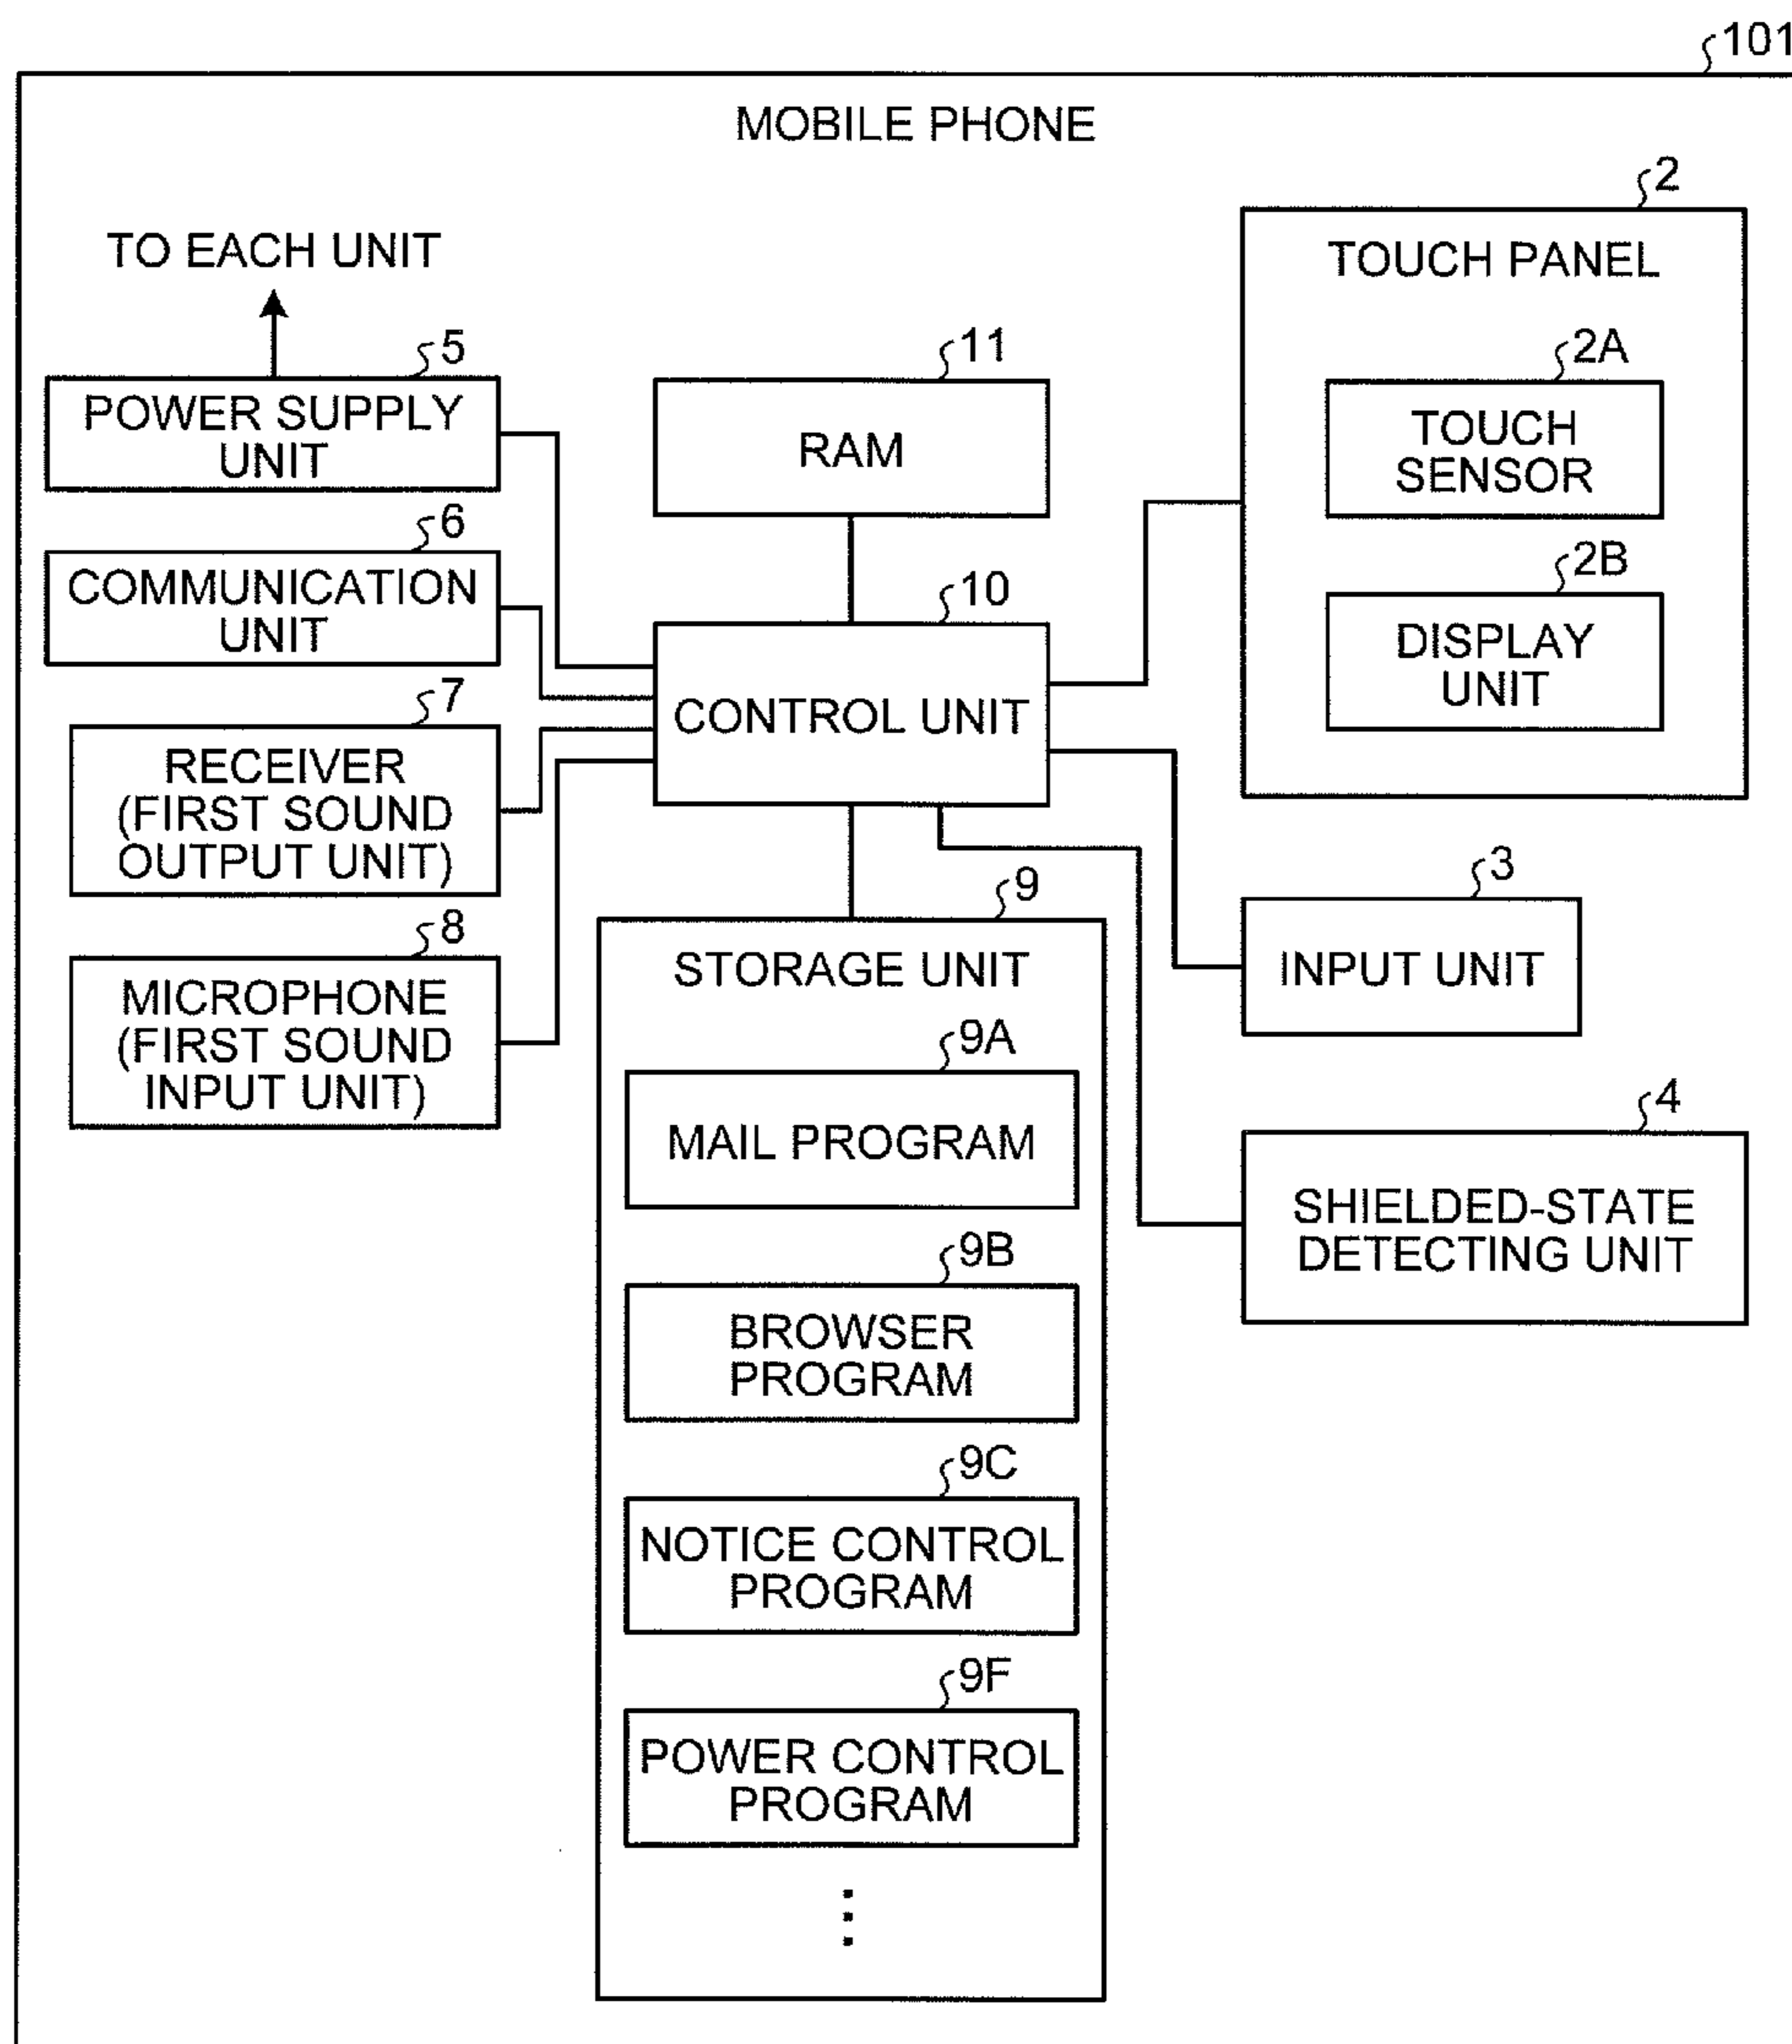 101
MOBILE PHONE
TO EACH UNIT
5
POWER SUPPLY
UNIT
6
COMMUNICATION
UNIT
7
RECEIVER
(FIRST SOUND
OUTPUT UNIT)
8
MICROPHONE
(FIRST SOUND
INPUT UNIT)
11
RAM
10
CONTROL UNIT
9
STORAGE UNIT
9A
MAIL PROGRAM
9B
BROWSER
PROGRAM
9C
NOTICE CONTROL
PROGRAM
9F
POWER CONTROL
PROGRAM
2
TOUCH PANEL
2A
TOUCH
SENSOR
2B
DISPLAY
UNIT
3
INPUT UNIT
4
SHIELDED-STATE
DETECTING UNIT